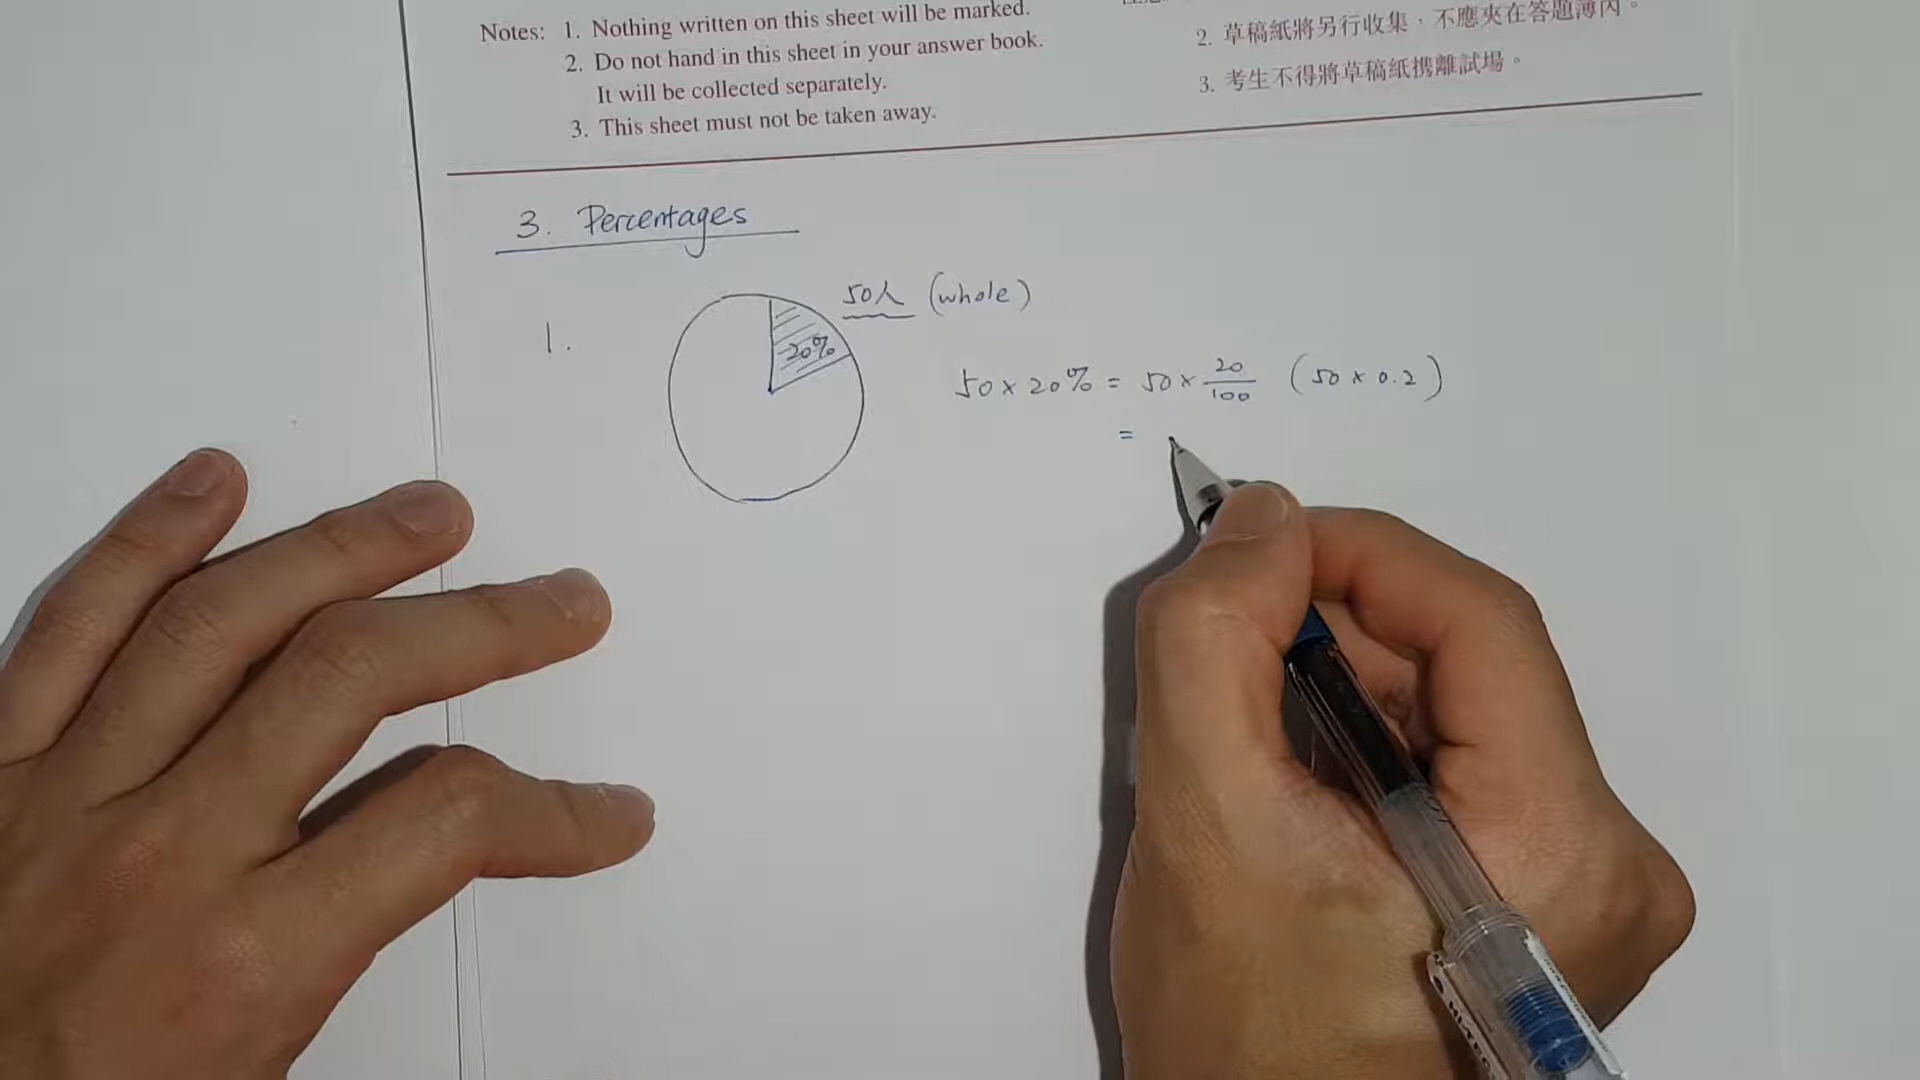 Notes: 1. Nothing written on this sheet will be marked.
2. Do not hand in this sheet in your answer book.
It will be collected separately.
3. This sheet must not be taken away.
2. 草稿紙將另行收集，不應夾在答題簿內。
3. 考生不得將草稿紙携離試場。
3. Percentages
1.
50人 (whole)
20%
50 × 20% = 50 × 20/100 (50 × 0.2)
=